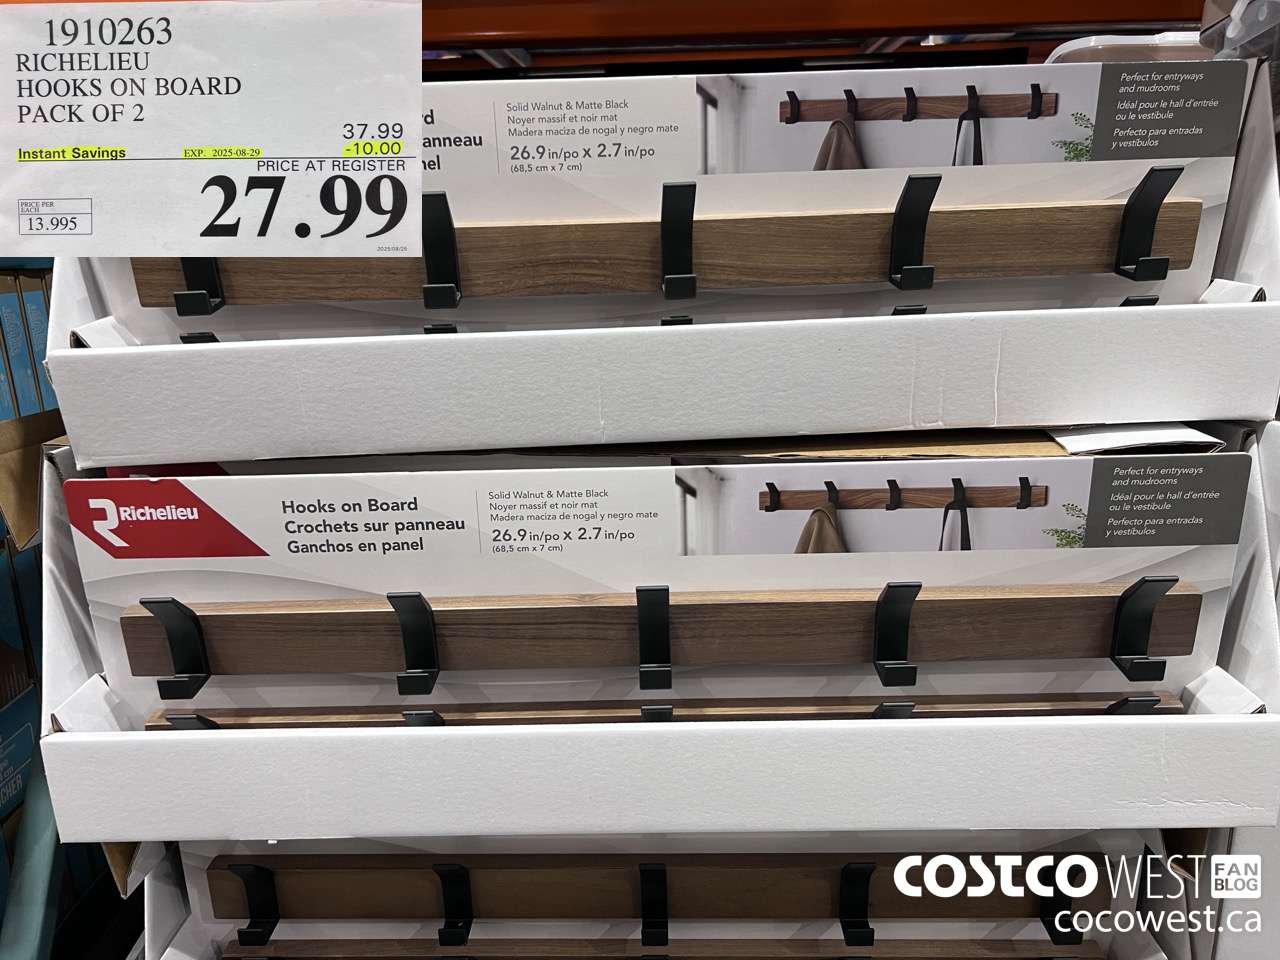 1910263
RICHELIEU
HOOKS ON BOARD
PACK OF 2
37.99
Instant Savings EXP. 2025-08-29 -10.00
PRICE AT REGISTER
27.99
PRICE PER
EACH
13.995
2025/08/25
rd
anneau
nel
Solid Walnut & Matte Black
Noyer massif et noir mat
Madera maciza de nogal y negro mate
26.9 in/po x 2.7 in/po
(68,5 cm x 7 cm)
Perfect for entryways
and mudrooms
Idéal pour le hall d'entrée
ou le vestibule
Perfecto para entradas
y vestíbulos
Richelieu
Hooks on Board
Crochets sur panneau
Ganchos en panel
Solid Walnut & Matte Black
Noyer massif et noir mat
Madera maciza de nogal y negro mate
26.9 in/po x 2.7 in/po
(68,5 cm x 7 cm)
Perfect for entryways
and mudrooms
Idéal pour le hall d'entrée
ou le vestibule
Perfecto para entradas
y vestíbulos
COSTCO WEST FAN BLOG
cocowest.ca